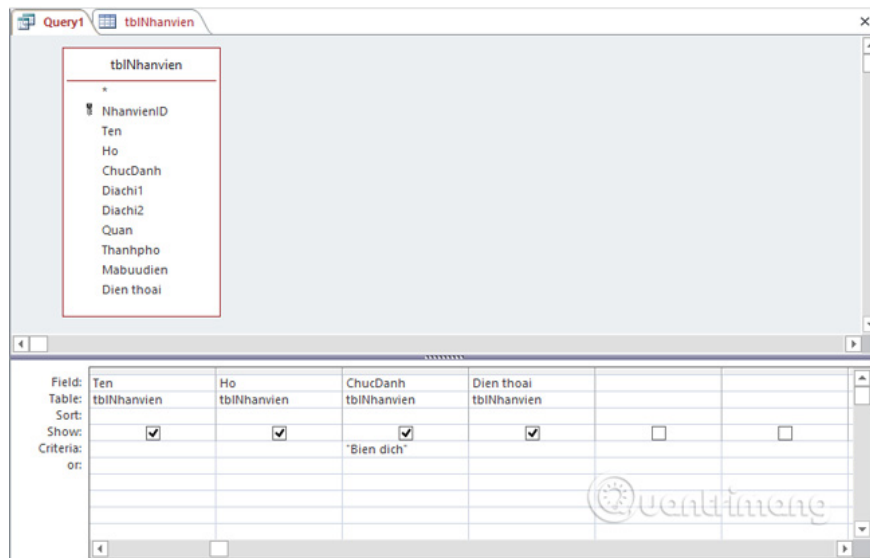 Query1 tblNhanvien
tblNhanvien
*
NhanvienID
Ten
Ho
ChucDanh
Diachi1
Diachi2
Quan
Thanhpho
Mabuudien
Dien thoai
Field: Ten Ho ChucDanh Dien thoai
Table: tblNhanvien tblNhanvien tblNhanvien tblNhanvien
Sort:
Show:
Criteria: "Bien dich"
or:
Quantrimang